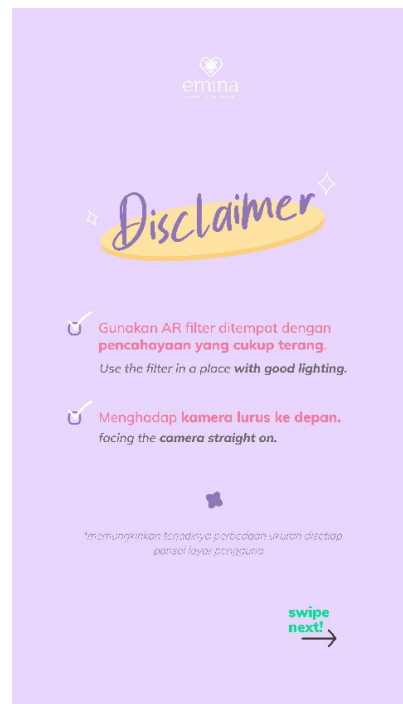 emina
Disclaimer
Gunakan AR filter ditempat dengan
pencahayaan yang cukup terang.
Use the filter in a place with good lighting.
Menghadap kamera lurus ke depan.
facing the camera straight on.
*memungkinkan terjadinya perbedaan ukuran disetiap
ponsel layar pengguna.
swipe
next!